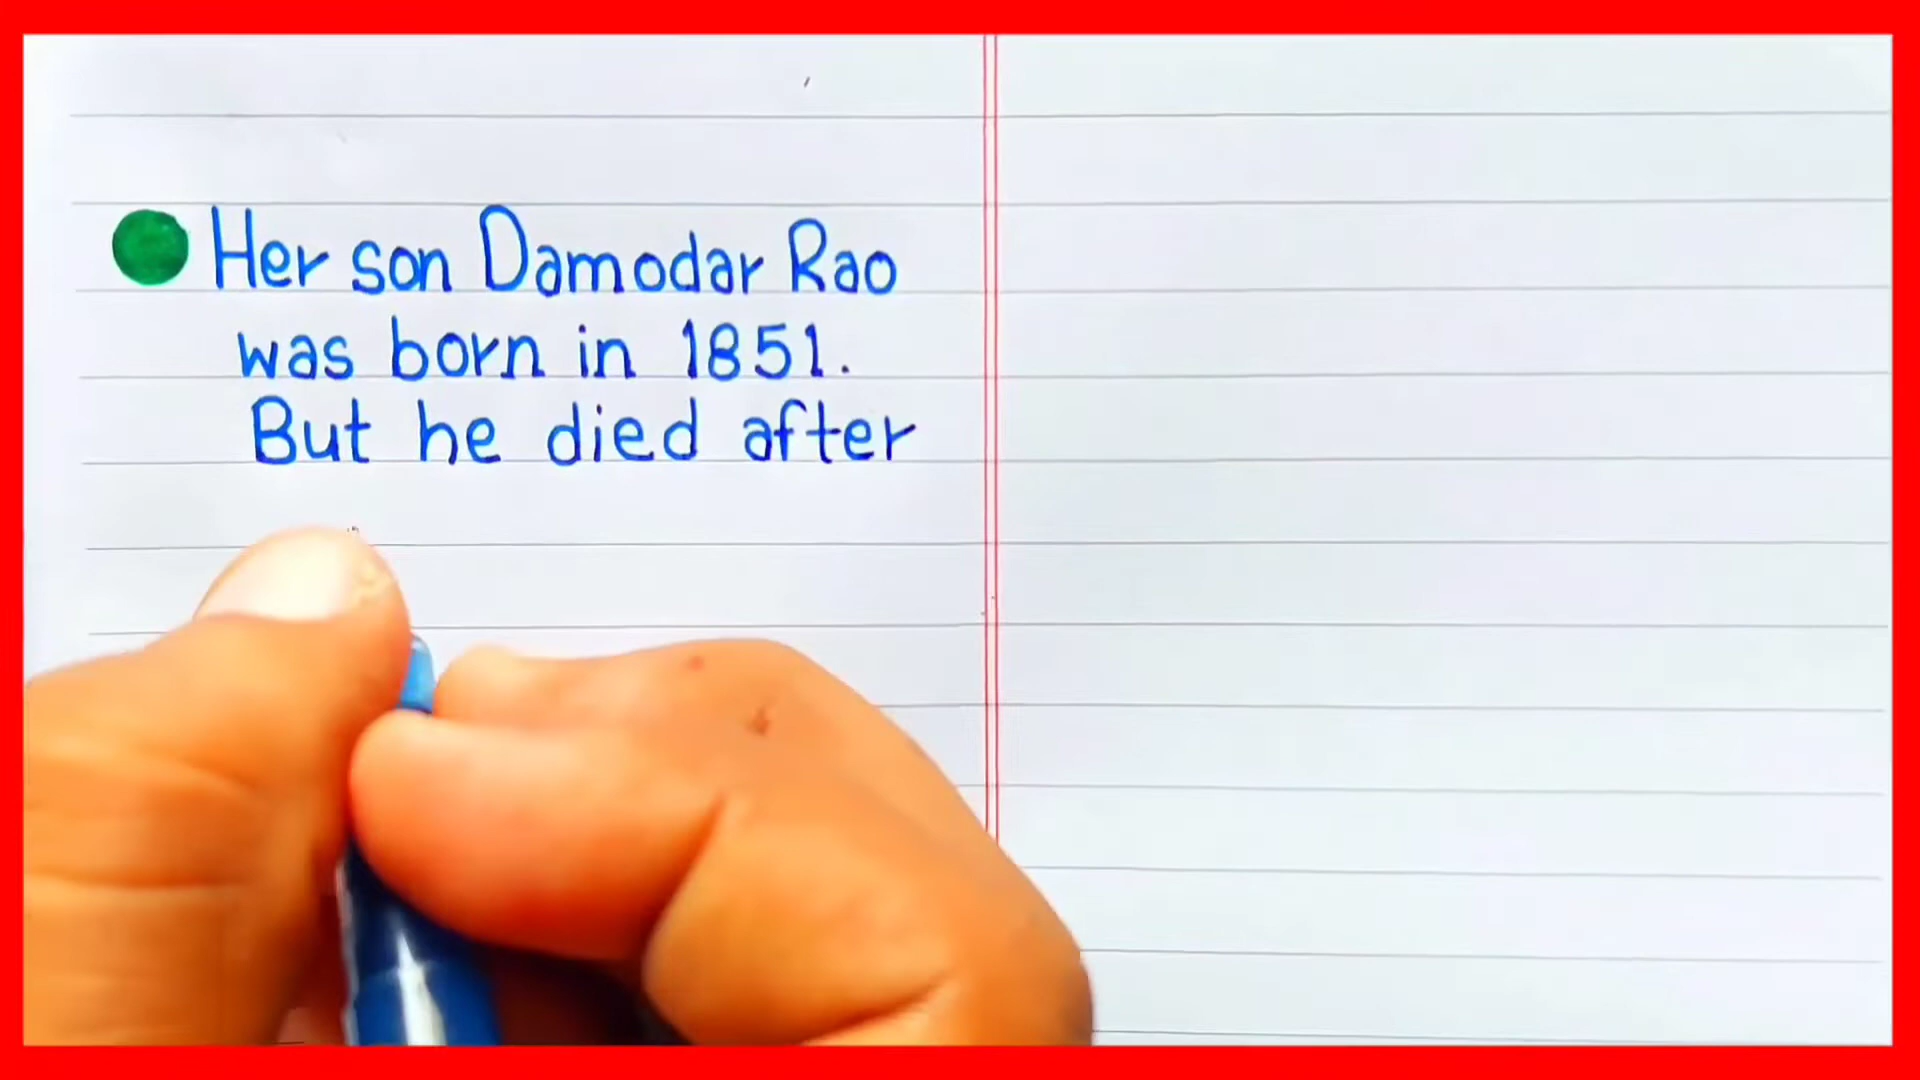 Her son Damodar Rao
was born in 1851.
But he died after